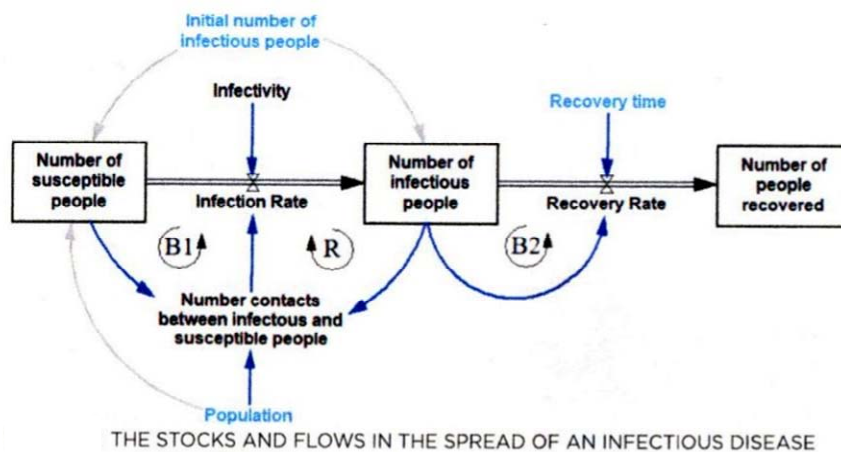 Initial number of
infectious people
Infectivity
Recovery time
Number of
susceptible
people
Infection Rate
Number of
infectious
people
Recovery Rate
Number of
people
recovered
B1
R
B2
Number contacts
between infectous and
susceptible people
Population
THE STOCKS AND FLOWS IN THE SPREAD OF AN INFECTIOUS DISEASE